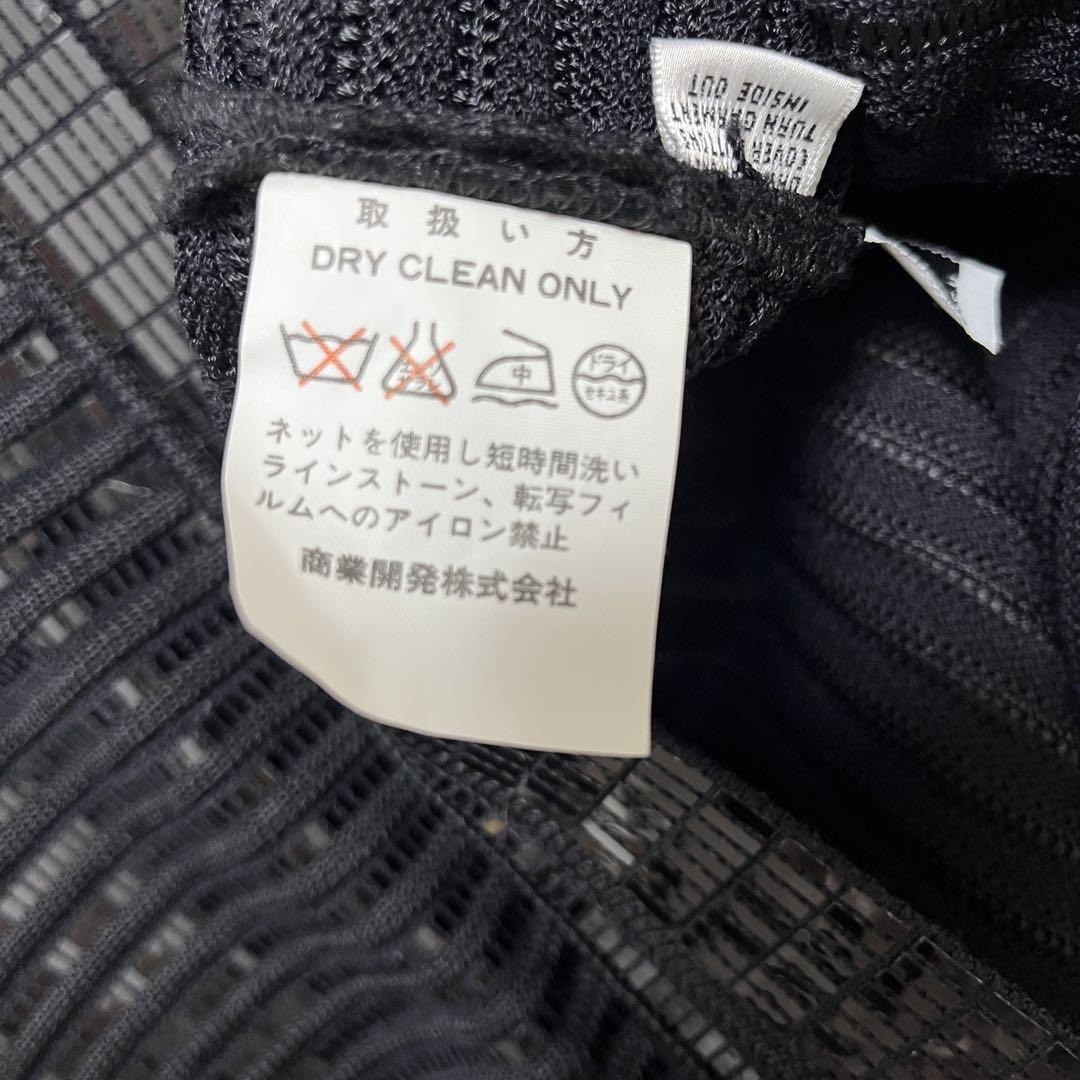 TURN GARMENT
INSIDE OUT
取扱い方
DRY CLEAN ONLY
中
ドライ
セキユ系
ネットを使用し短時間洗い
ラインストーン、転写フィ
ルムへのアイロン禁止
商業開発株式会社